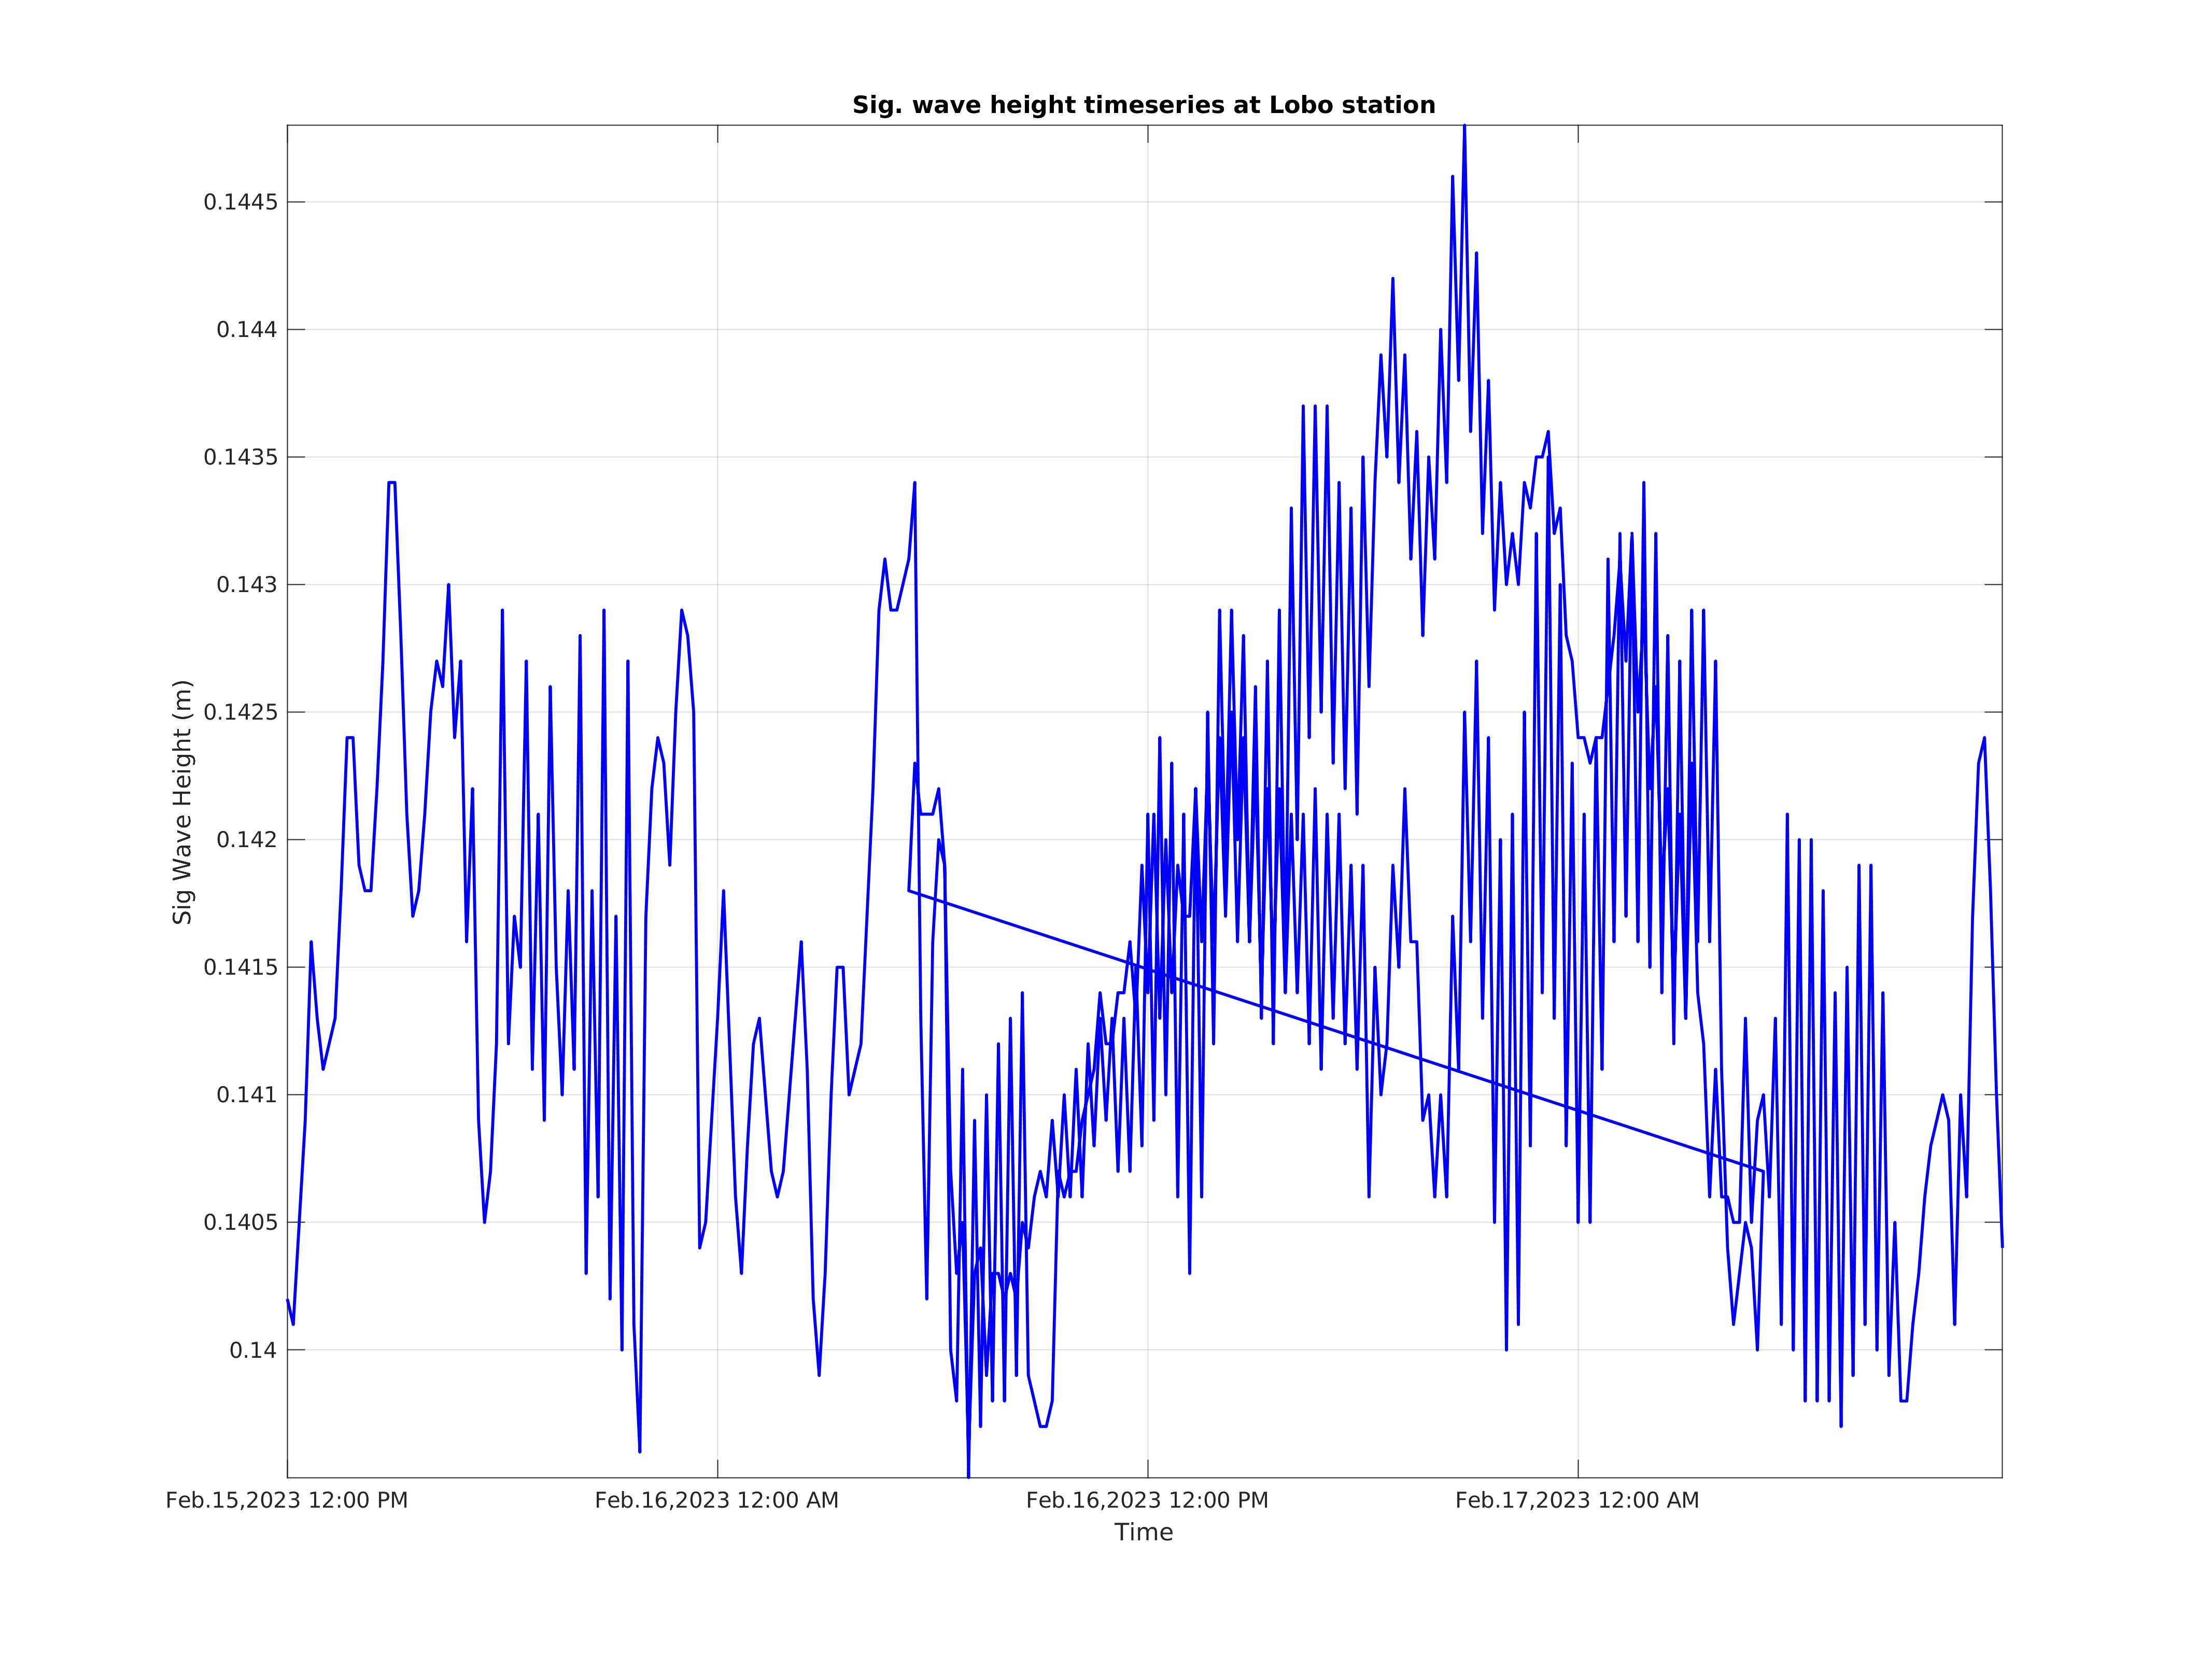 Sig. wave height timeseries at Lobo station
Sig Wave Height (m)
0.1445
0.144
0.1435
0.143
0.1425
0.142
0.1415
0.141
0.1405
0.14
Feb.15,2023 12:00 PM
Feb.16,2023 12:00 AM
Feb.16,2023 12:00 PM
Feb.17,2023 12:00 AM
Time